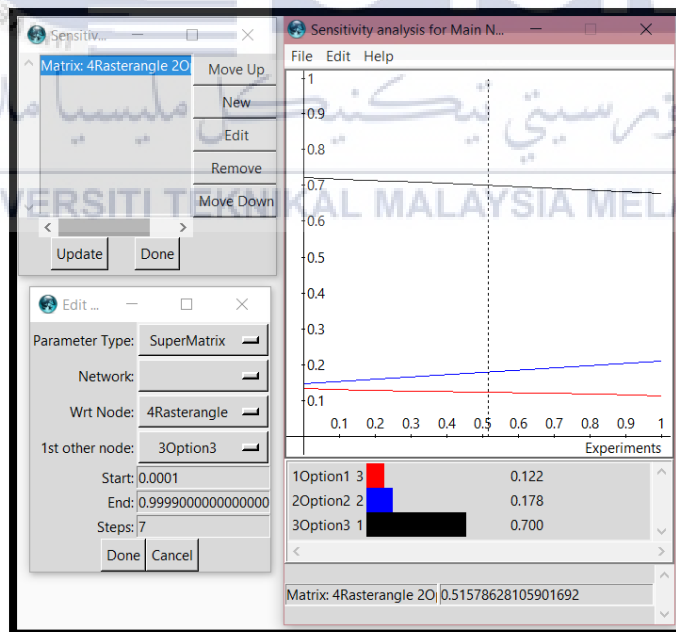 Sensitiv...
Matrix: 4Rasterangle 2O
Move Up
New
Edit
Remove
Move Down
Update
Done
Edit ...
Parameter Type: SuperMatrix
Network:
Wrt Node: 4Rasterangle
1st other node: 3Option3
Start: 0.0001
End: 0.9999000000000000
Steps: 7
Done
Cancel
Sensitivity analysis for Main N...
File Edit Help
1
0.9
0.8
0.7
0.6
0.5
0.4
0.3
0.2
0.1
0.1 0.2 0.3 0.4 0.5 0.6 0.7 0.8 0.9 1
Experiments
1Option1 3 0.122
2Option2 2 0.178
3Option3 1 0.700
Matrix: 4Rasterangle 2O 0.51578628105901692
تيكنيكل مليسيا
VERSITI TEKNIKAL MALAYSIA MELA